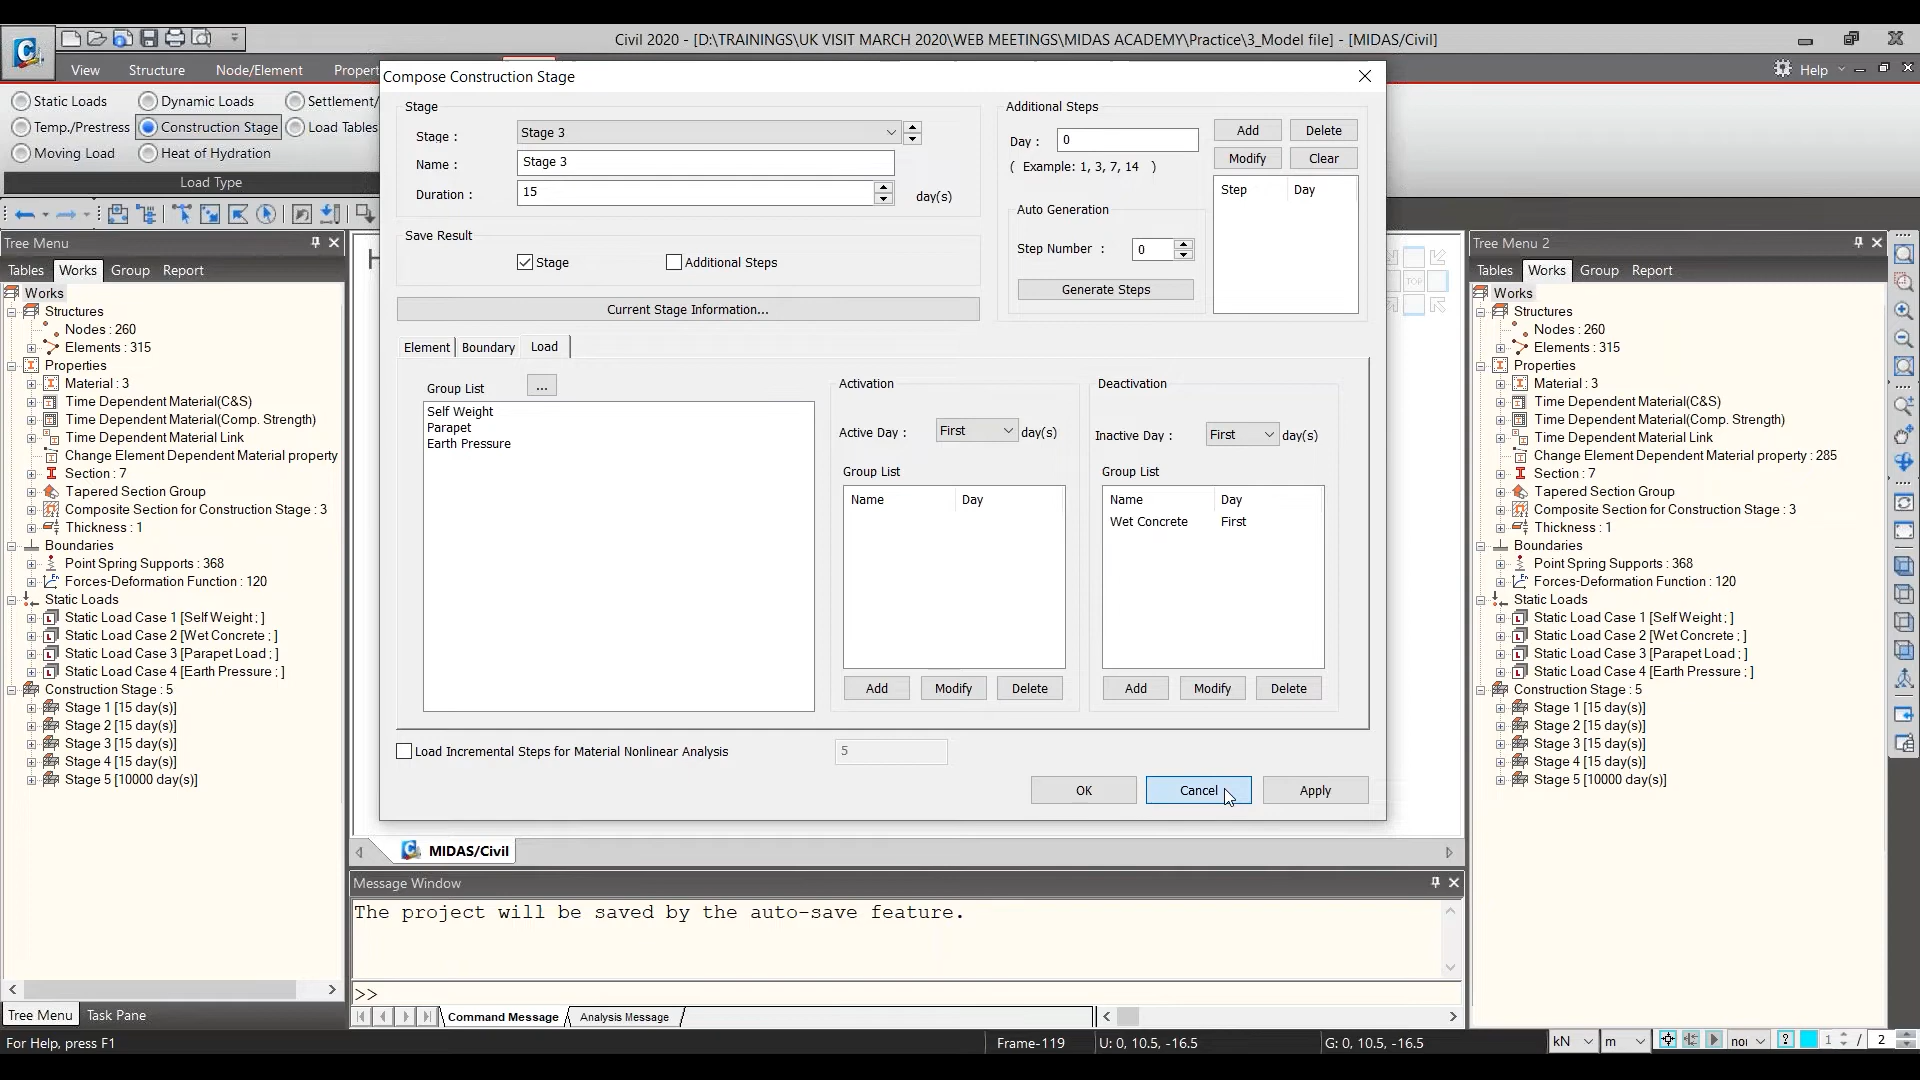 Civil 2020 - [D:\TRAININGS\UK VISIT MARCH 2020\WEB MEETINGS\MIDAS ACADEMY\Practice\3_Model file] - [MIDAS/Civil]
View Structure Node/Element
Help
Static Loads Dynamic Loads
Temp./Prestress Construction Stage Load Tables
Moving Load Heat of Hydration
Load Type
Tree Menu
Tables Works Group Report
Works
Structures
Nodes : 260
Elements : 315
Properties
Material : 3
Time Dependent Material(C&S)
Time Dependent Material(Comp. Strength)
Time Dependent Material Link
Change Element Dependent Material property
Section : 7
Tapered Section Group
Composite Section for Construction Stage : 3
Thickness : 1
Boundaries
Point Spring Supports : 368
Forces-Deformation Function : 120
Static Loads
Static Load Case 1 [Self Weight ; ]
Static Load Case 2 [Wet Concrete ; ]
Static Load Case 3 [Parapet Load ; ]
Static Load Case 4 [Earth Pressure ; ]
Construction Stage : 5
Stage 1 [15 day(s)]
Stage 2 [15 day(s)]
Stage 3 [15 day(s)]
Stage 4 [15 day(s)]
Stage 5 [10000 day(s)]
Tree Menu Task Pane
Compose Construction Stage
Stage
Stage : Stage 3
Name : Stage 3
Duration : 15 day(s)
Save Result
Stage Additional Steps
Current Stage Information...
Additional Steps
Day : 0
( Example: 1, 3, 7, 14 )
Add Delete
Modify Clear
Step Day
Auto Generation
Step Number : 0
Generate Steps
Element Boundary Load
Group List ...
Self Weight
Parapet
Earth Pressure
Activation
Active Day : First day(s)
Group List
Name Day
Add Modify Delete
Deactivation
Inactive Day : First day(s)
Group List
Name Day
Wet Concrete First
Add Modify Delete
Load Incremental Steps for Material Nonlinear Analysis 5
OK Cancel Apply
TOP
MIDAS/Civil
Message Window
The project will be saved by the auto-save feature.
>>
Command Message Analysis Message
Tree Menu 2
Tables Works Group Report
Works
Structures
Nodes : 260
Elements : 315
Properties
Material : 3
Time Dependent Material(C&S)
Time Dependent Material(Comp. Strength)
Time Dependent Material Link
Change Element Dependent Material property : 285
Section : 7
Tapered Section Group
Composite Section for Construction Stage : 3
Thickness : 1
Boundaries
Point Spring Supports : 368
Forces-Deformation Function : 120
Static Loads
Static Load Case 1 [Self Weight ; ]
Static Load Case 2 [Wet Concrete ; ]
Static Load Case 3 [Parapet Load ; ]
Static Load Case 4 [Earth Pressure ; ]
Construction Stage : 5
Stage 1 [15 day(s)]
Stage 2 [15 day(s)]
Stage 3 [15 day(s)]
Stage 4 [15 day(s)]
Stage 5 [10000 day(s)]
For Help, press F1 Frame-119 U: 0, 10.5, -16.5 G: 0, 10.5, -16.5 kN m 1 / 2